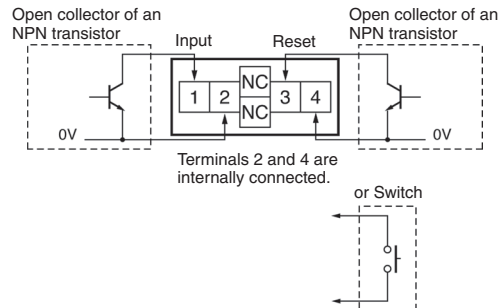 Open collector of an
NPN transistor
Open collector of an
NPN transistor
Input
Reset
1 2 NC 3 4
NC
0V
0V
Terminals 2 and 4 are
internally connected.
or Switch